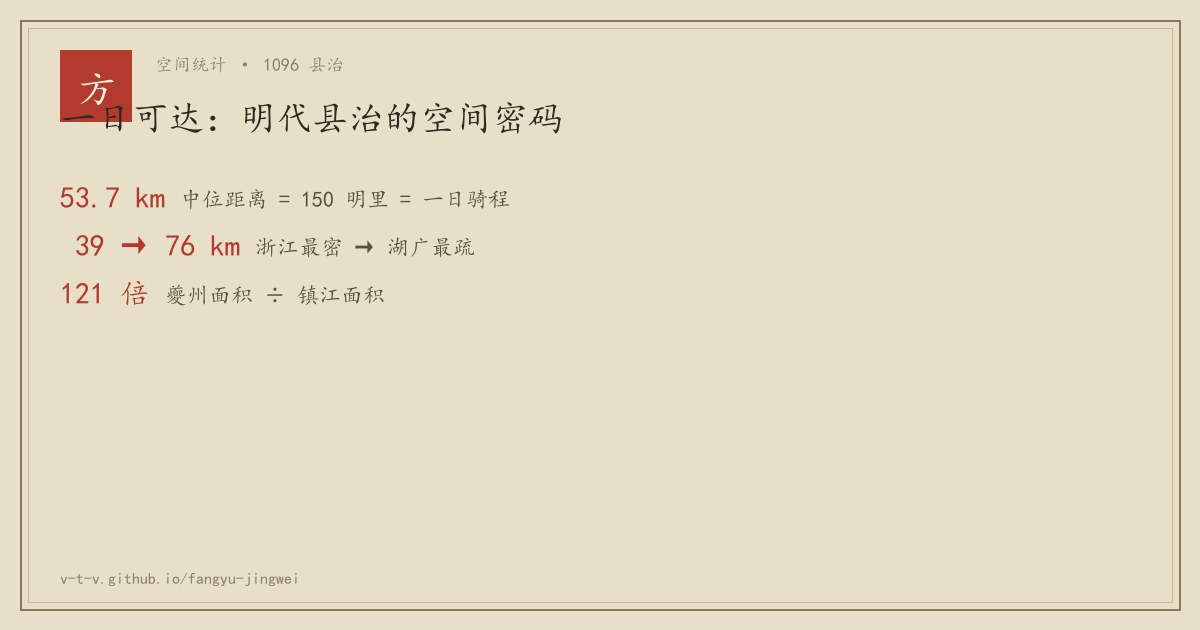 方
空间统计 • 1096 县治
一日可达：明代县治的空间密码
53.7 km 中位距离 = 150 明里 = 一日骑程
39 → 76 km 浙江最密 → 湖广最疏
121 倍 夔州面积 ÷ 镇江面积
v-t-v.github.io/fangyu-jingwei